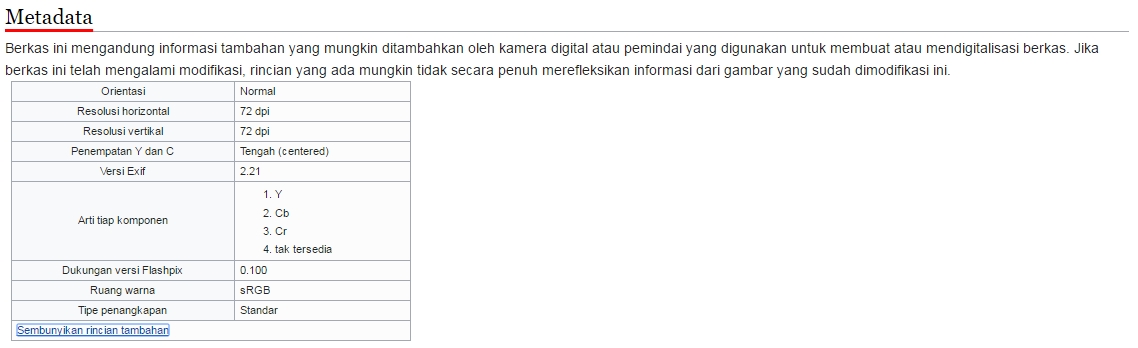 Metadata
Berkas ini mengandung informasi tambahan yang mungkin ditambahkan oleh kamera digital atau pemindai yang digunakan untuk membuat atau mendigitalisasi berkas. Jika
berkas ini telah mengalami modifikasi, rincian yang ada mungkin tidak secara penuh merefleksikan informasi dari gambar yang sudah dimodifikasi ini.
Orientasi Normal
Resolusi horizontal 72 dpi
Resolusi vertikal 72 dpi
Penempatan Y dan C Tengah (centered)
Versi Exif 2.21
Arti tiap komponen
1. Y
2. Cb
3. Cr
4. tak tersedia
Dukungan versi Flashpix 0.100
Ruang warna sRGB
Tipe penangkapan Standar
Sembunyikan rincian tambahan